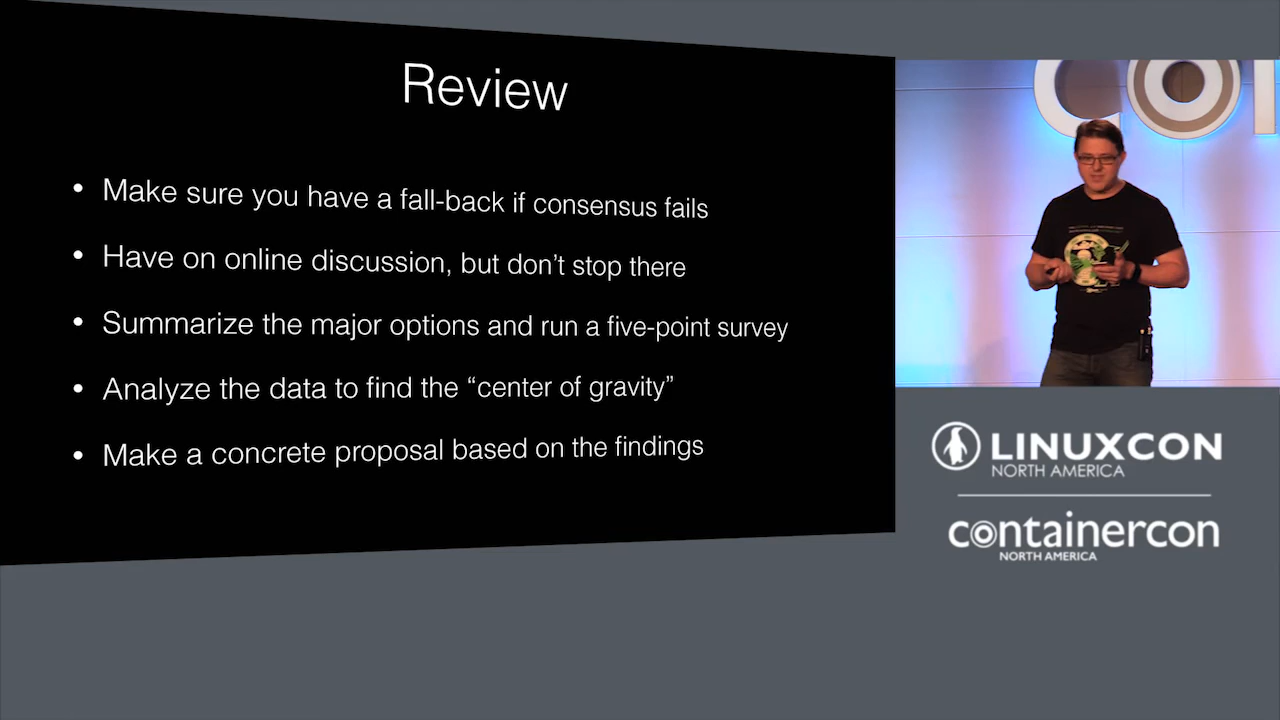 Review
• Make sure you have a fall-back if consensus fails
• Have on online discussion, but don’t stop there
• Summarize the major options and run a five-point survey
• Analyze the data to find the “center of gravity”
• Make a concrete proposal based on the findings
LINUXCON
NORTH AMERICA
containercon
NORTH AMERICA